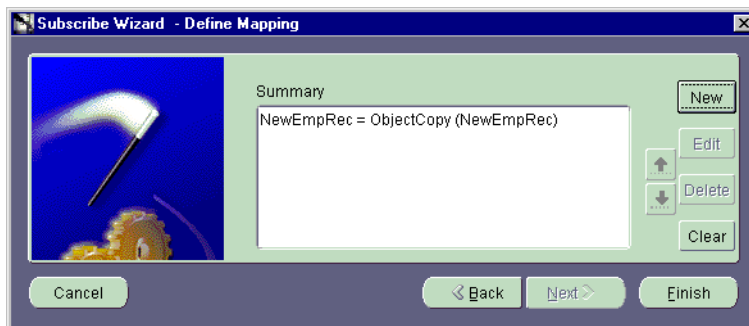 Subscribe Wizard - Define Mapping
Summary
NewEmpRec = ObjectCopy (NewEmpRec)
New
Edit
Delete
Clear
Cancel
Back
Next
Finish